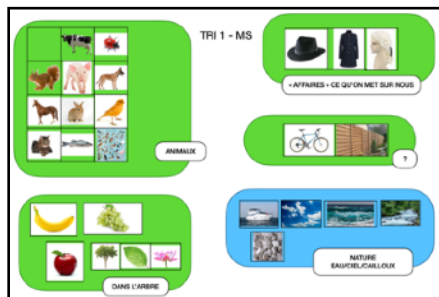 TRI 1 - MS
« AFFAIRES » CE QU'ON MET SUR NOUS
ANIMAUX
?
DANS L'ARBRE
NATURE
EAU/CIEL/CAILLOUX